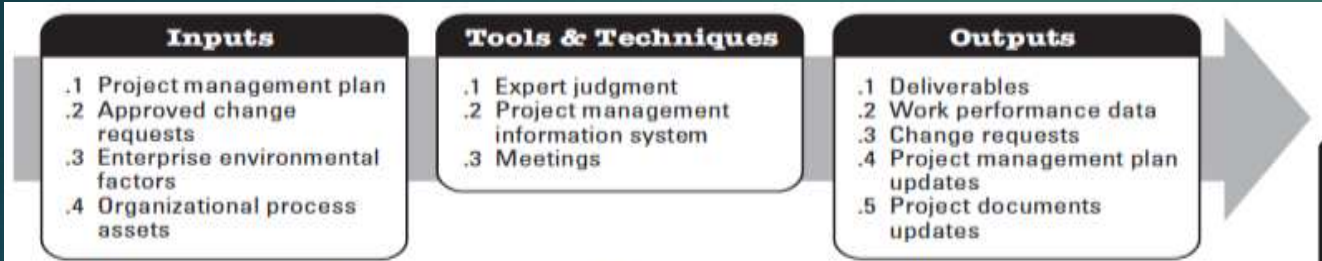 Inputs
.1 Project management plan
.2 Approved change
requests
.3 Enterprise environmental
factors
.4 Organizational process
assets
Tools & Techniques
.1 Expert judgment
.2 Project management
information system
.3 Meetings
Outputs
.1 Deliverables
.2 Work performance data
.3 Change requests
.4 Project management plan
updates
.5 Project documents
updates